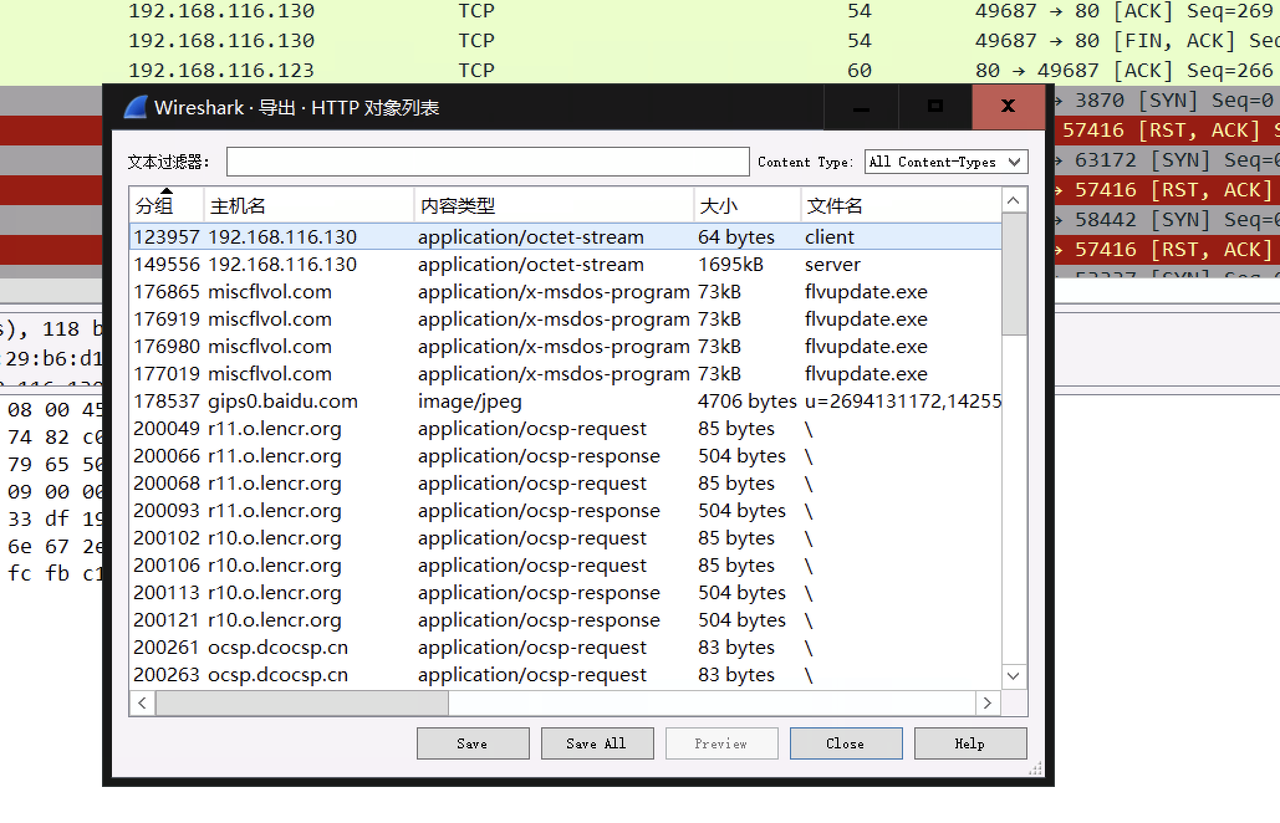 192.168.116.130 TCP 54 49687 → 80 [ACK] Seq=269
192.168.116.130 TCP 54 49687 → 80 [FIN, ACK] Seq
192.168.116.123 TCP 60 80 → 49687 [ACK] Seq=266
Wireshark · 导出 · HTTP 对象列表
→ 3870 [SYN] Seq=0
57416 [RST, ACK] S
文本过滤器: Content Type: All Content-Types
→ 63172 [SYN] Seq=0
→ 57416 [RST, ACK]
分组 主机名 内容类型 大小 文件名
→ 58442 [SYN] Seq=0
123957 192.168.116.130 application/octet-stream 64 bytes client
→ 57416 [RST, ACK]
149556 192.168.116.130 application/octet-stream 1695kB server
176865 miscflvol.com application/x-msdos-program 73kB flvupdate.exe
176919 miscflvol.com application/x-msdos-program 73kB flvupdate.exe
s), 118 b
176980 miscflvol.com application/x-msdos-program 73kB flvupdate.exe
:29:b6:d1
177019 miscflvol.com application/x-msdos-program 73kB flvupdate.exe
178537 gips0.baidu.com image/jpeg 4706 bytes u=2694131172,14255
08 00 45
200049 r11.o.lencr.org application/ocsp-request 85 bytes \
74 82 c0
200066 r11.o.lencr.org application/ocsp-response 504 bytes \
79 65 50
200068 r11.o.lencr.org application/ocsp-request 85 bytes \
09 00 00
200093 r11.o.lencr.org application/ocsp-response 504 bytes \
33 df 19
200102 r10.o.lencr.org application/ocsp-request 85 bytes \
6e 67 2e
200106 r10.o.lencr.org application/ocsp-request 85 bytes \
fc fb c1
200113 r10.o.lencr.org application/ocsp-response 504 bytes \
200121 r10.o.lencr.org application/ocsp-response 504 bytes \
200261 ocsp.dcocsp.cn application/ocsp-request 83 bytes \
200263 ocsp.dcocsp.cn application/ocsp-request 83 bytes \
Save Save All Preview Close Help